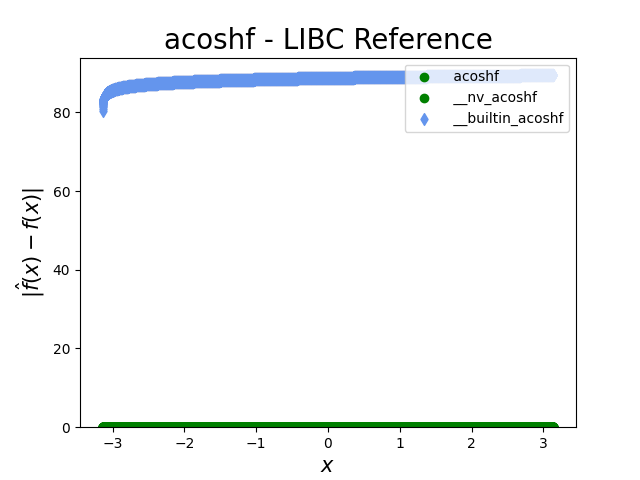 acoshf - LIBC Reference
acoshf
__nv_acoshf
__builtin_acoshf
80
60
40
20
0
−3
−2
−1
0
1
2
3
x
|f̂(x) − f(x)|